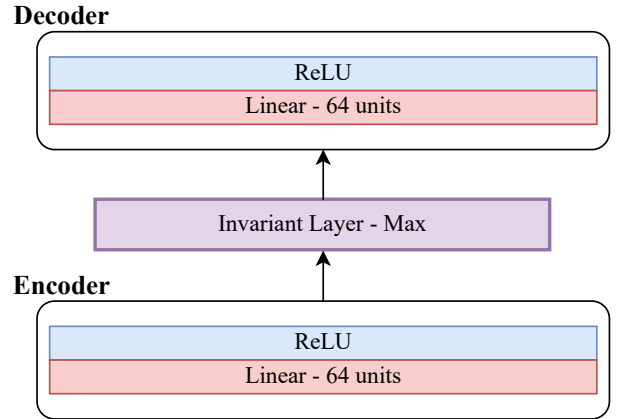 Decoder
ReLU
Linear - 64 units
Invariant Layer - Max
Encoder
ReLU
Linear - 64 units